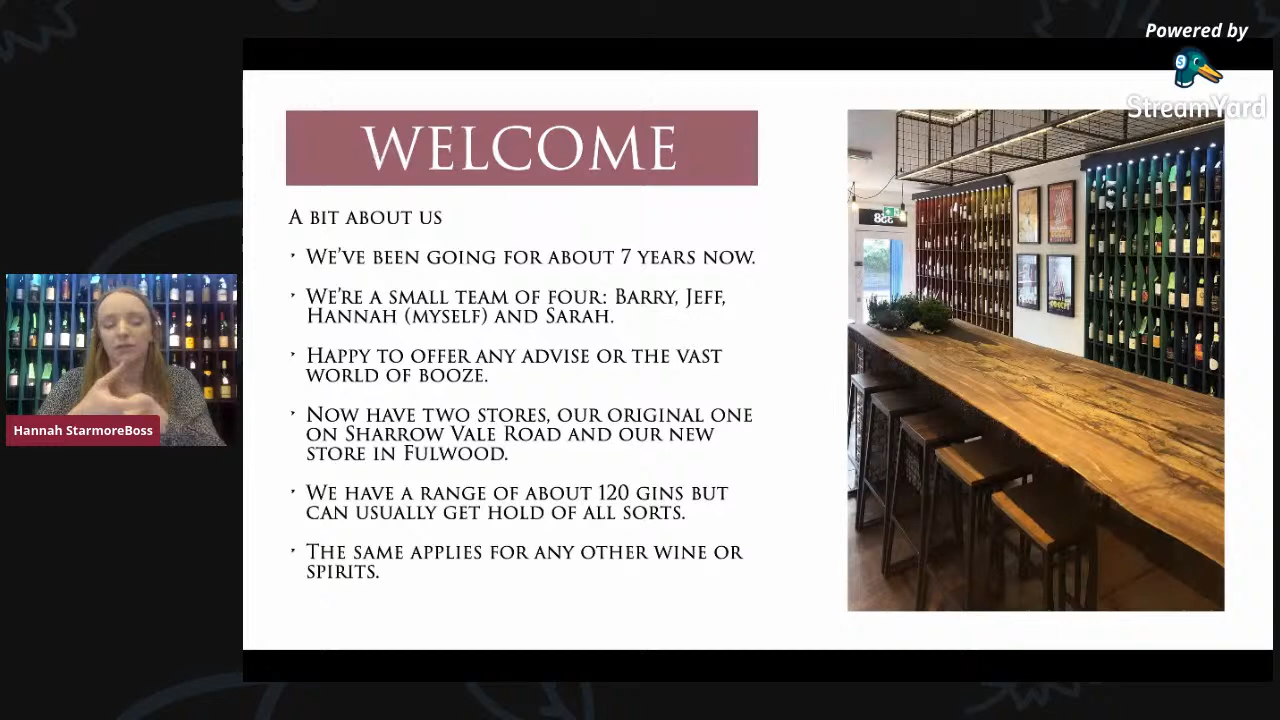 Powered by
StreamYard
WELCOME
A BIT ABOUT US
WE'VE BEEN GOING FOR ABOUT 7 YEARS NOW.
WE'RE A SMALL TEAM OF FOUR: BARRY, JEFF,
HANNAH (MYSELF) AND SARAH.
HAPPY TO OFFER ANY ADVISE OR THE VAST
WORLD OF BOOZE.
NOW HAVE TWO STORES, OUR ORIGINAL ONE
ON SHARROW VALE ROAD AND OUR NEW
STORE IN FULWOOD.
WE HAVE A RANGE OF ABOUT 120 GINS BUT
CAN USUALLY GET HOLD OF ALL SORTS.
THE SAME APPLIES FOR ANY OTHER WINE OR
SPIRITS.
Hannah StarmoreBoss